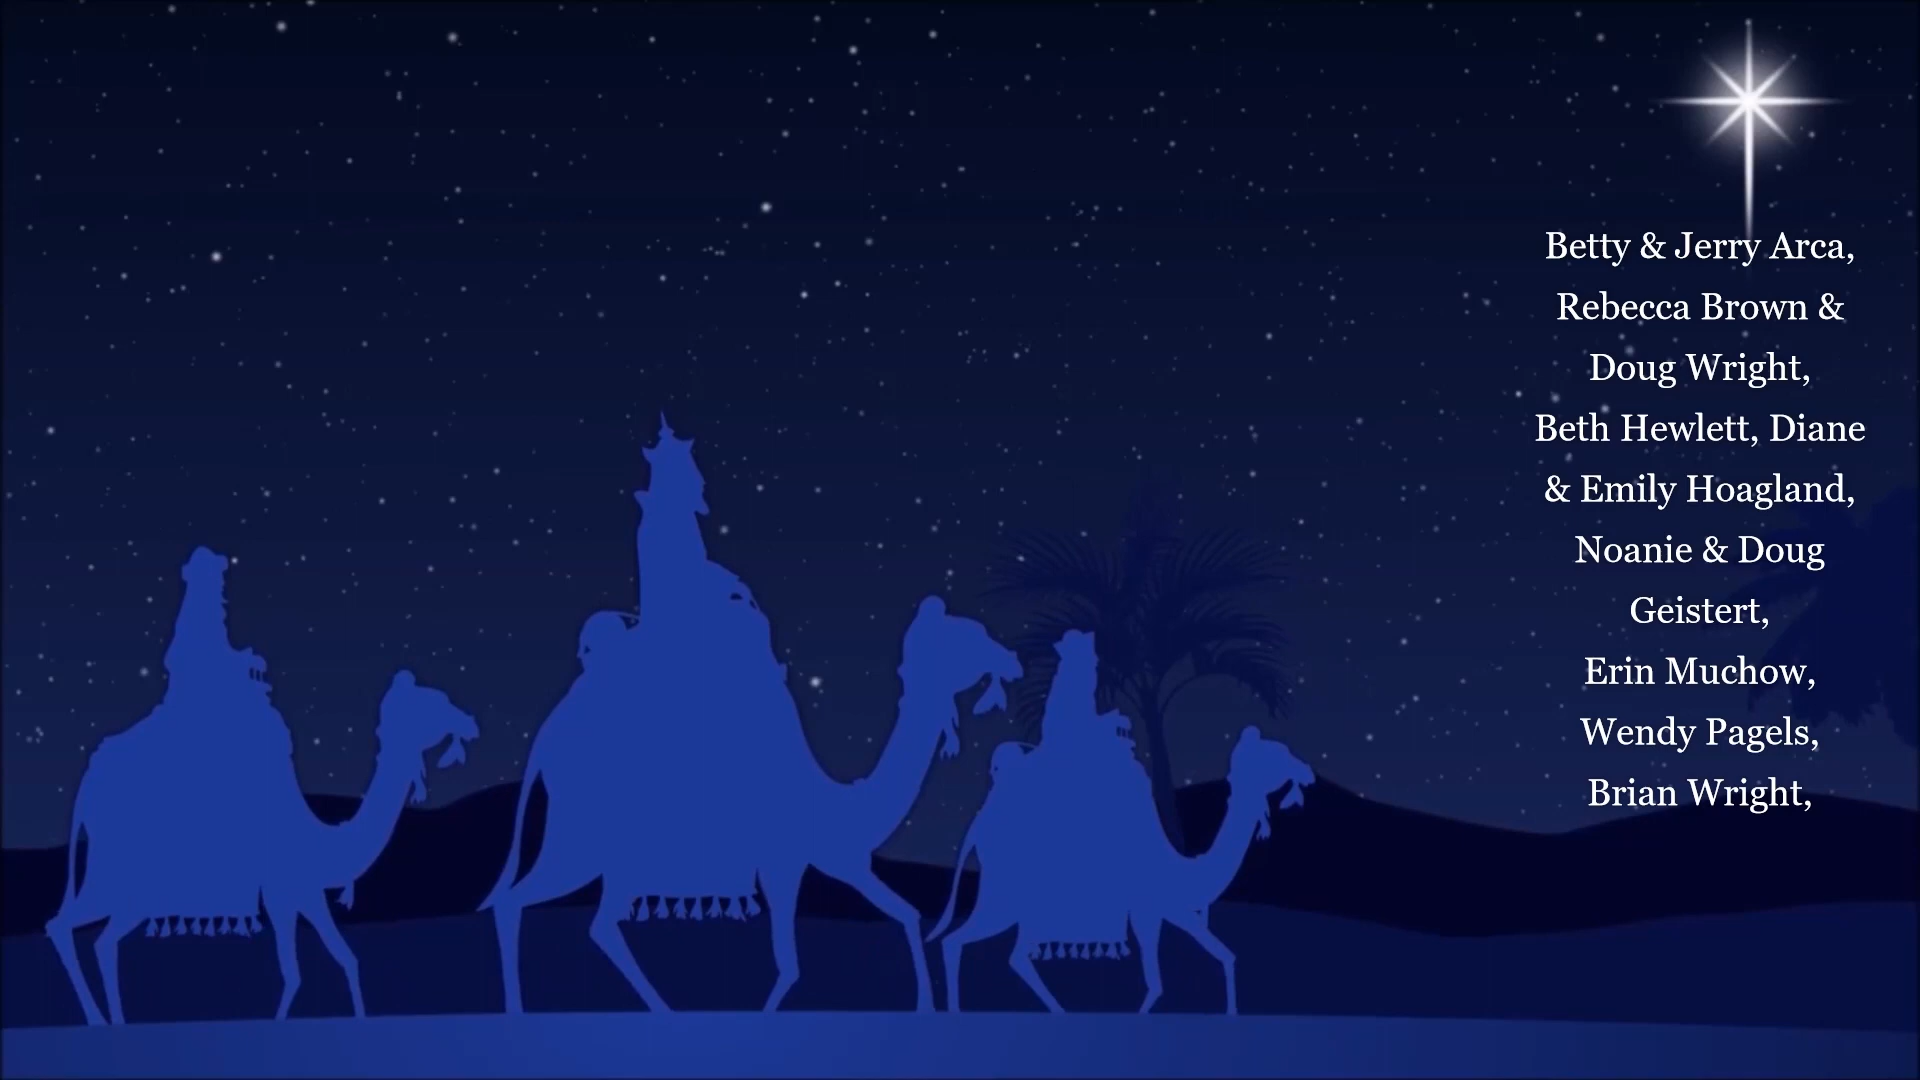 Betty & Jerry Arca,
Rebecca Brown &
Doug Wright,
Beth Hewlett, Diane
& Emily Hoagland,
Noanie & Doug
Geistert,
Erin Muchow,
Wendy Pagels,
Brian Wright,